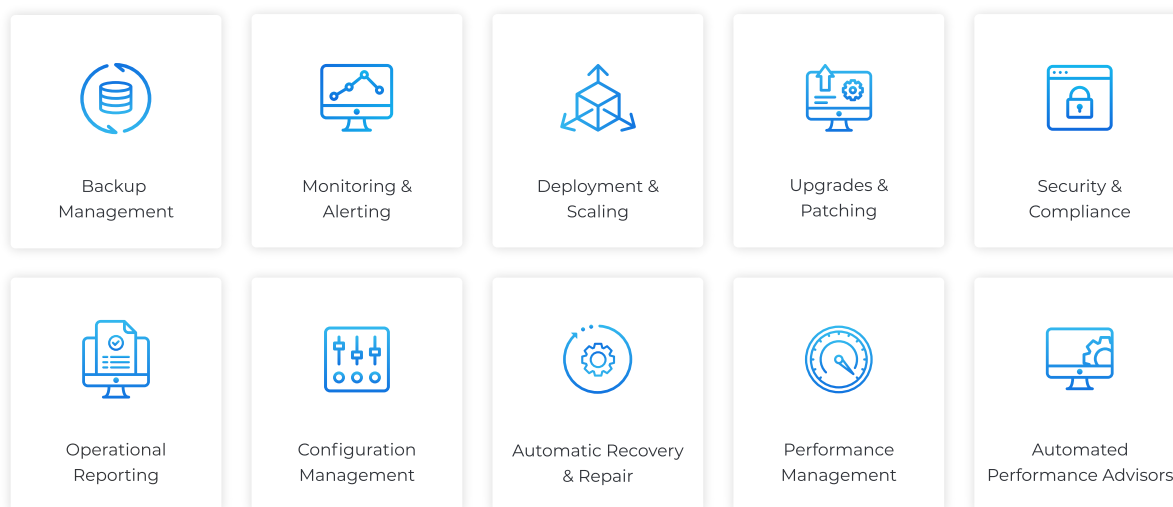 Backup
Management
Monitoring &
Alerting
Deployment &
Scaling
Upgrades &
Patching
Security &
Compliance
Operational
Reporting
Configuration
Management
Automatic Recovery
& Repair
Performance
Management
Automated
Performance Advisors